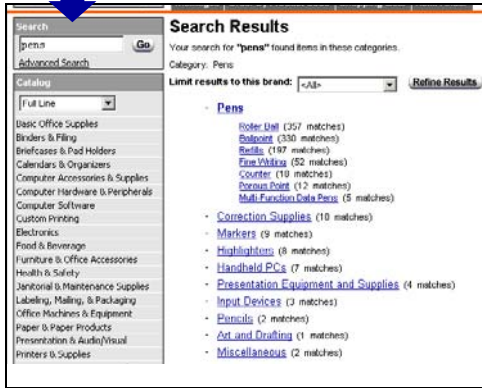 Search
pens
Go
Advanced Search
Catalog
Full Line
Basic Office Supplies
Binders & Filing
Briefcases & Pad Holders
Calendars & Organizers
Computer Accessories & Supplies
Computer Hardware & Peripherals
Computer Software
Custom Printing
Electronics
Food & Beverage
Furniture & Office Accessories
Health & Safety
Janitorial & Maintenance Supplies
Labeling, Mailing, & Packaging
Office Machines & Equipment
Paper & Paper Products
Presentation & Audio/Visual
Printers & Supplies
Search Results
Your search for "pens" found items in these categories.
Category: Pens
Limit results to this brand: <All> Refine Results
Pens
Roller Ball (357 matches)
Ballpoint (330 matches)
Refills (197 matches)
Fine Writing (52 matches)
Counter (18 matches)
Porous Point (12 matches)
Multi-Function Data Pens (5 matches)
Correction Supplies (10 matches)
Markers (9 matches)
Highlighters (8 matches)
Handheld PCs (7 matches)
Presentation Equipment and Supplies (4 matches)
Input Devices (3 matches)
Pencils (2 matches)
Art and Drafting (1 matches)
Miscellaneous (2 matches)